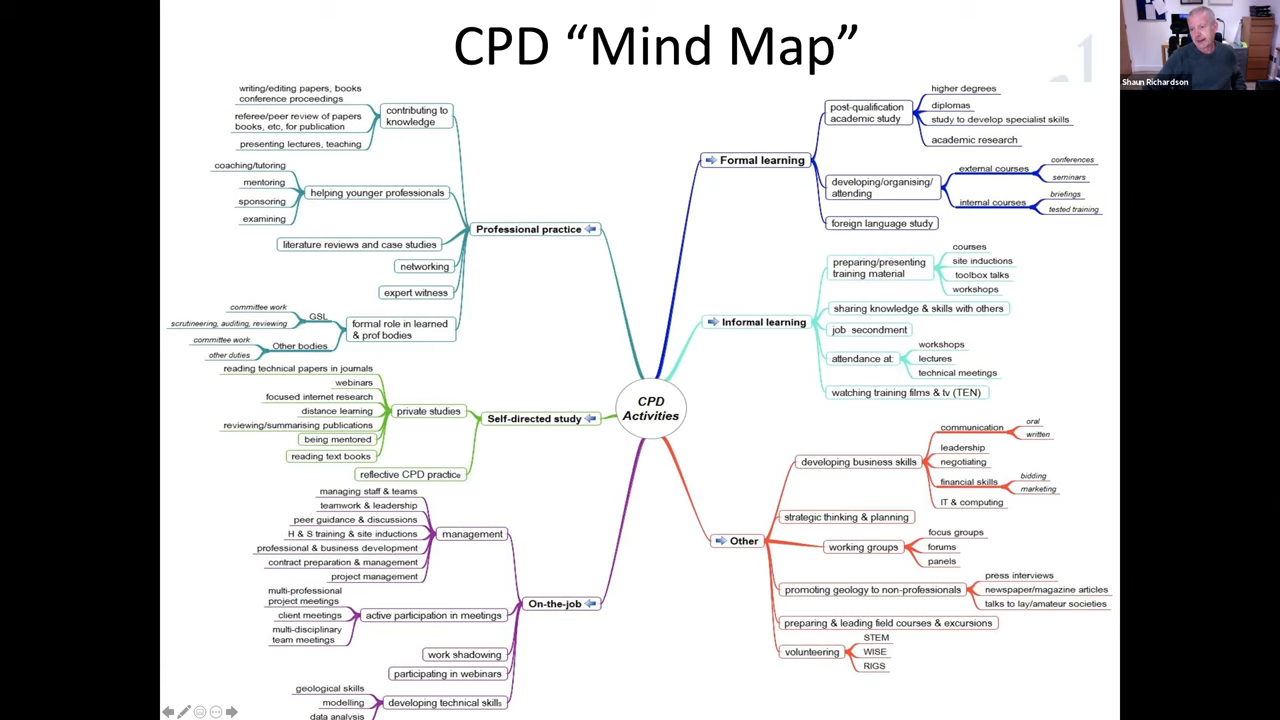 CPD “Mind Map”
1
Shaun Richardson
writing/editing papers, books
conference proceedings
referee/peer review of papers
books, etc, for publication
presenting lectures, teaching
contributing to
knowledge
coaching/tutoring
mentoring
sponsoring
examining
helping younger professionals
literature reviews and case studies
networking
expert witness
committee work
scrutineering, auditing, reviewing
GSL
committee work
other duties
Other bodies
formal role in learned
& prof bodies
Professional practice
reading technical papers in journals
webinars
focused internet research
distance learning
reviewing/summarising publications
being mentored
reading text books
private studies
reflective CPD practice
Self-directed study
managing staff & teams
teamwork & leadership
peer guidance & discussions
H & S training & site inductions
professional & business development
contract preparation & management
project management
management
multi-professional
project meetings
client meetings
multi-disciplinary
team meetings
active participation in meetings
work shadowing
participating in webinars
geological skills
modelling
data analysis
developing technical skills
On-the-job
CPD
Activities
Formal learning
post-qualification
academic study
higher degrees
diplomas
study to develop specialist skills
academic research
developing/organising/
attending
external courses
conferences
seminars
internal courses
briefings
tested training
foreign language study
Informal learning
preparing/presenting
training material
courses
site inductions
toolbox talks
workshops
sharing knowledge & skills with others
job secondment
attendance at:
workshops
lectures
technical meetings
watching training films & tv (TEN)
Other
developing business skills
communication
oral
written
leadership
negotiating
financial skills
bidding
marketing
IT & computing
strategic thinking & planning
working groups
focus groups
forums
panels
promoting geology to non-professionals
press interviews
newspaper/magazine articles
talks to lay/amateur societies
preparing & leading field courses & excursions
volunteering
STEM
WISE
RIGS